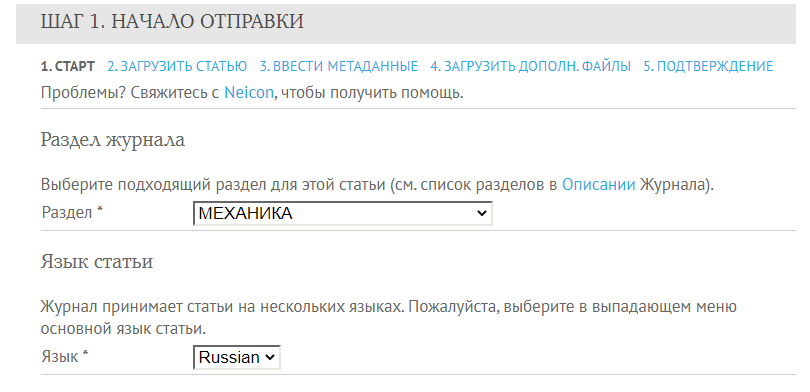 ШАГ 1. НАЧАЛО ОТПРАВКИ
1. СТАРТ 2. ЗАГРУЗИТЬ СТАТЬЮ 3. ВВЕСТИ МЕТАДАННЫЕ 4. ЗАГРУЗИТЬ ДОПОЛН. ФАЙЛЫ 5. ПОДТВЕРЖДЕНИЕ
Проблемы? Свяжитесь с Neicon, чтобы получить помощь.
Раздел журнала
Выберите подходящий раздел для этой статьи (см. список разделов в Описании Журнала).
Раздел * МЕХАНИКА
Язык статьи
Журнал принимает статьи на нескольких языках. Пожалуйста, выберите в выпадающем меню
основной язык статьи.
Язык * Russian